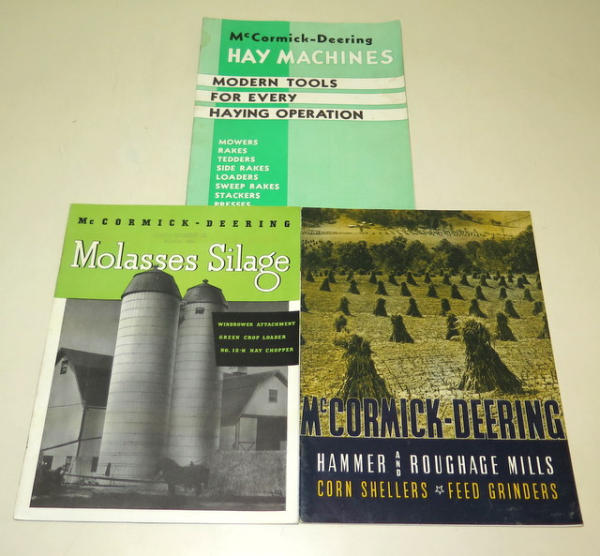 McCormick-Deering
HAY MACHINES
MODERN TOOLS
FOR EVERY
HAYING OPERATION
MOWERS
RAKES
TEDDERS
SIDE RAKES
LOADERS
SWEEP RAKES
STACKERS
PRESSES
McCORMICK-DEERING
Molasses Silage
WINDROWER ATTACHMENT
GREEN CROP LOADER
NO. 12-H HAY CHOPPER
McCORMICK-DEERING
HAMMER AND ROUGHAGE MILLS
CORN SHELLERS ☆ FEED GRINDERS